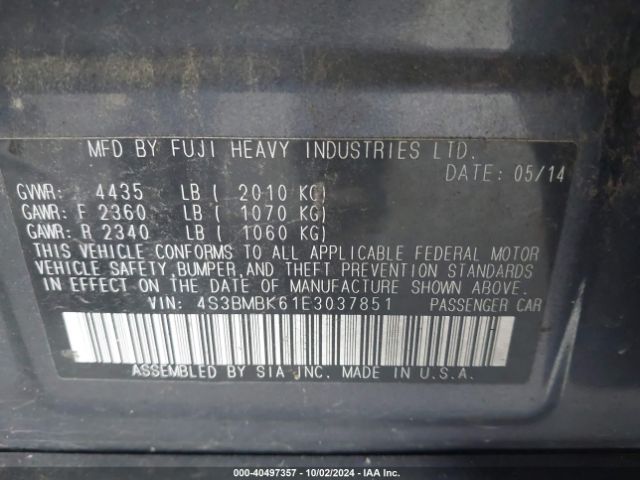 MFD BY FUJI HEAVY INDUSTRIES LTD.
DATE: 05/14
GVWR: 4435 LB ( 2010 KG)
GAWR: F 2360 LB ( 1070 KG)
GAWR: R 2340 LB ( 1060 KG)
THIS VEHICLE CONFORMS TO ALL APPLICABLE FEDERAL MOTOR
VEHICLE SAFETY,BUMPER,AND THEFT PREVENTION STANDARDS
IN EFFECT ON THE DATE OF MANUFACTURE SHOWN ABOVE.
VIN: 4S3BMBK61E3037851 PASSENGER CAR
ASSEMBLED BY SIA INC. MADE IN U.S.A.
000-40497357 - 10/02/2024 - IAA Inc.